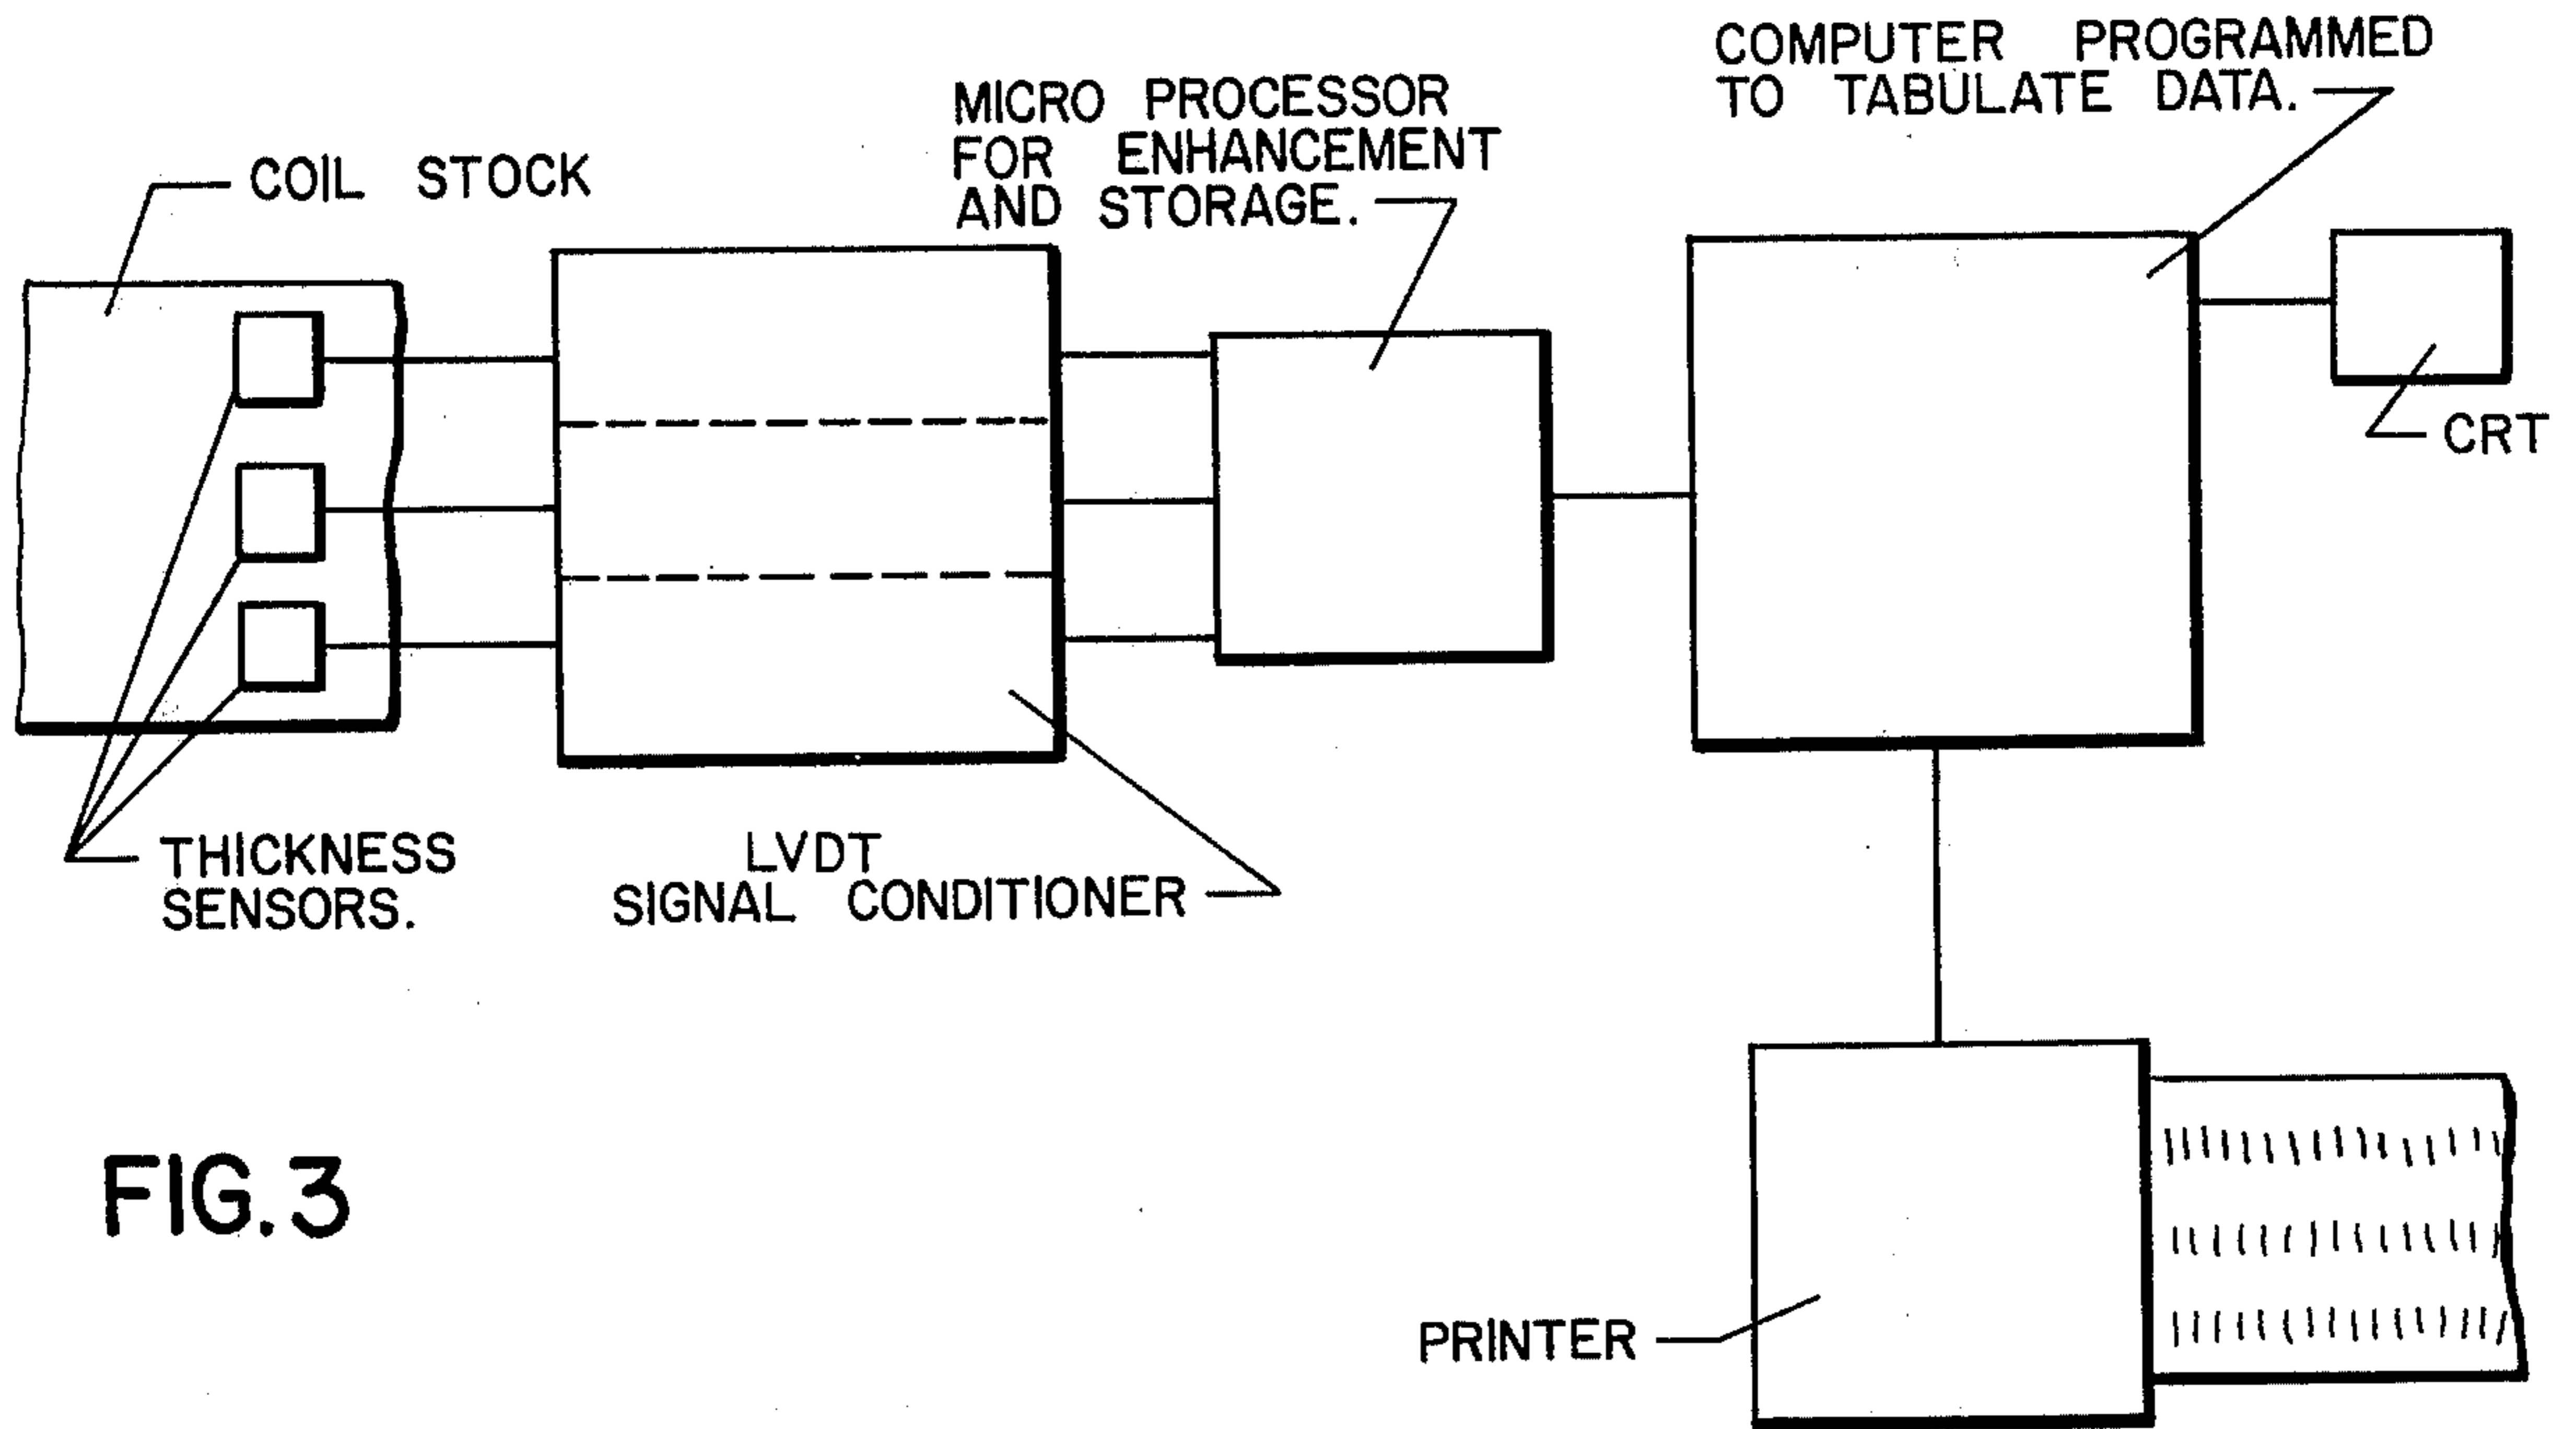 COMPUTER PROGRAMMED
TO TABULATE DATA.
MICRO PROCESSOR
FOR ENHANCEMENT
AND STORAGE.
COIL STOCK
CRT
THICKNESS
SENSORS.
LVDT
SIGNAL CONDITIONER
FIG. 3
PRINTER